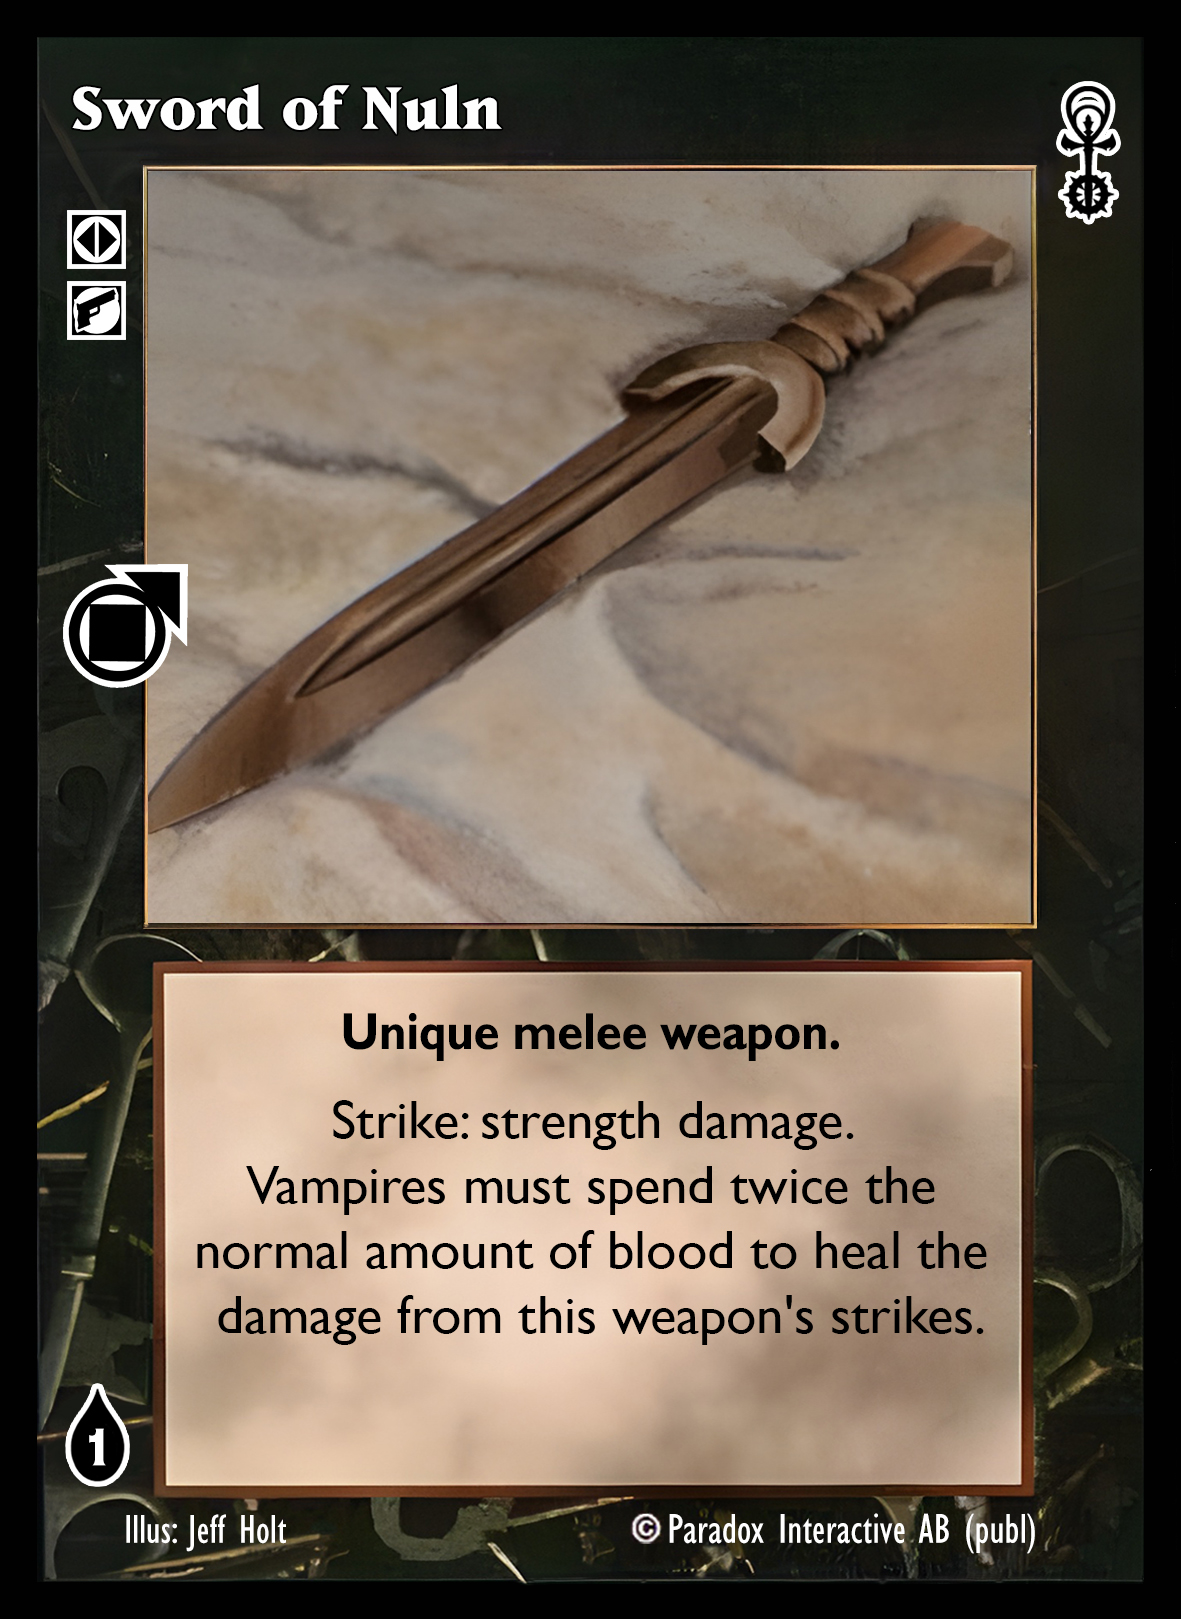 Sword of Nuln
Unique melee weapon.
Strike: strength damage.
Vampires must spend twice the
normal amount of blood to heal the
damage from this weapon's strikes.
1
Illus: Jeff Holt
© Paradox Interactive AB (publ)